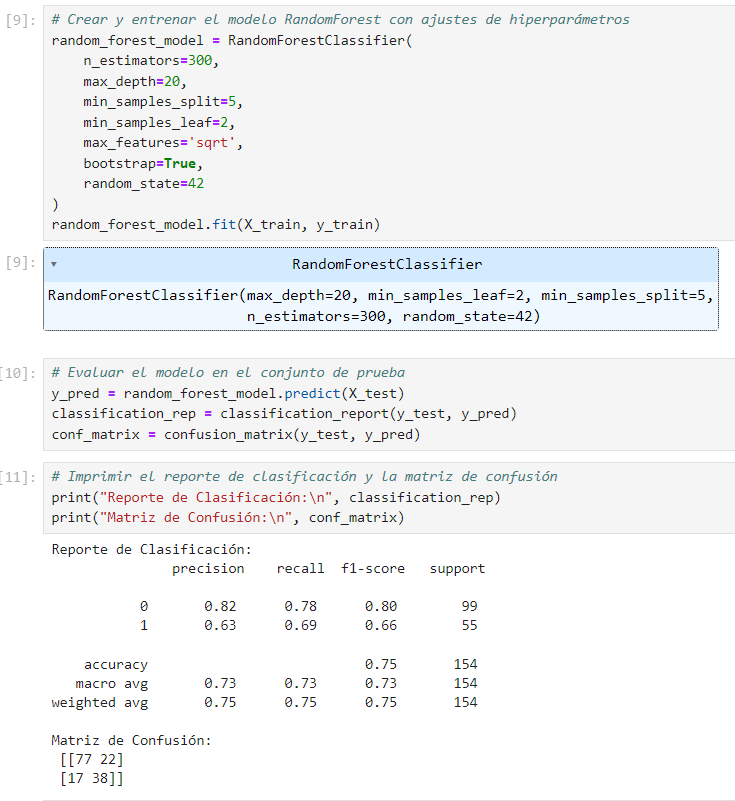 [9]: # Crear y entrenar el modelo RandomForest con ajustes de hiperparámetros
random_forest_model = RandomForestClassifier(
    n_estimators=300,
    max_depth=20,
    min_samples_split=5,
    min_samples_leaf=2,
    max_features='sqrt',
    bootstrap=True,
    random_state=42
)
random_forest_model.fit(X_train, y_train)
[9]: ▾ RandomForestClassifier
RandomForestClassifier(max_depth=20, min_samples_leaf=2, min_samples_split=5,
                       n_estimators=300, random_state=42)
[10]: # Evaluar el modelo en el conjunto de prueba
y_pred = random_forest_model.predict(X_test)
classification_rep = classification_report(y_test, y_pred)
conf_matrix = confusion_matrix(y_test, y_pred)
[11]: # Imprimir el reporte de clasificación y la matriz de confusión
print("Reporte de Clasificación:\n", classification_rep)
print("Matriz de Confusión:\n", conf_matrix)
Reporte de Clasificación:
               precision    recall  f1-score   support
           0       0.82      0.78      0.80        99
           1       0.63      0.69      0.66        55
    accuracy                           0.75       154
   macro avg       0.73      0.73      0.73       154
weighted avg       0.75      0.75      0.75       154
Matriz de Confusión:
 [[77 22]
 [17 38]]